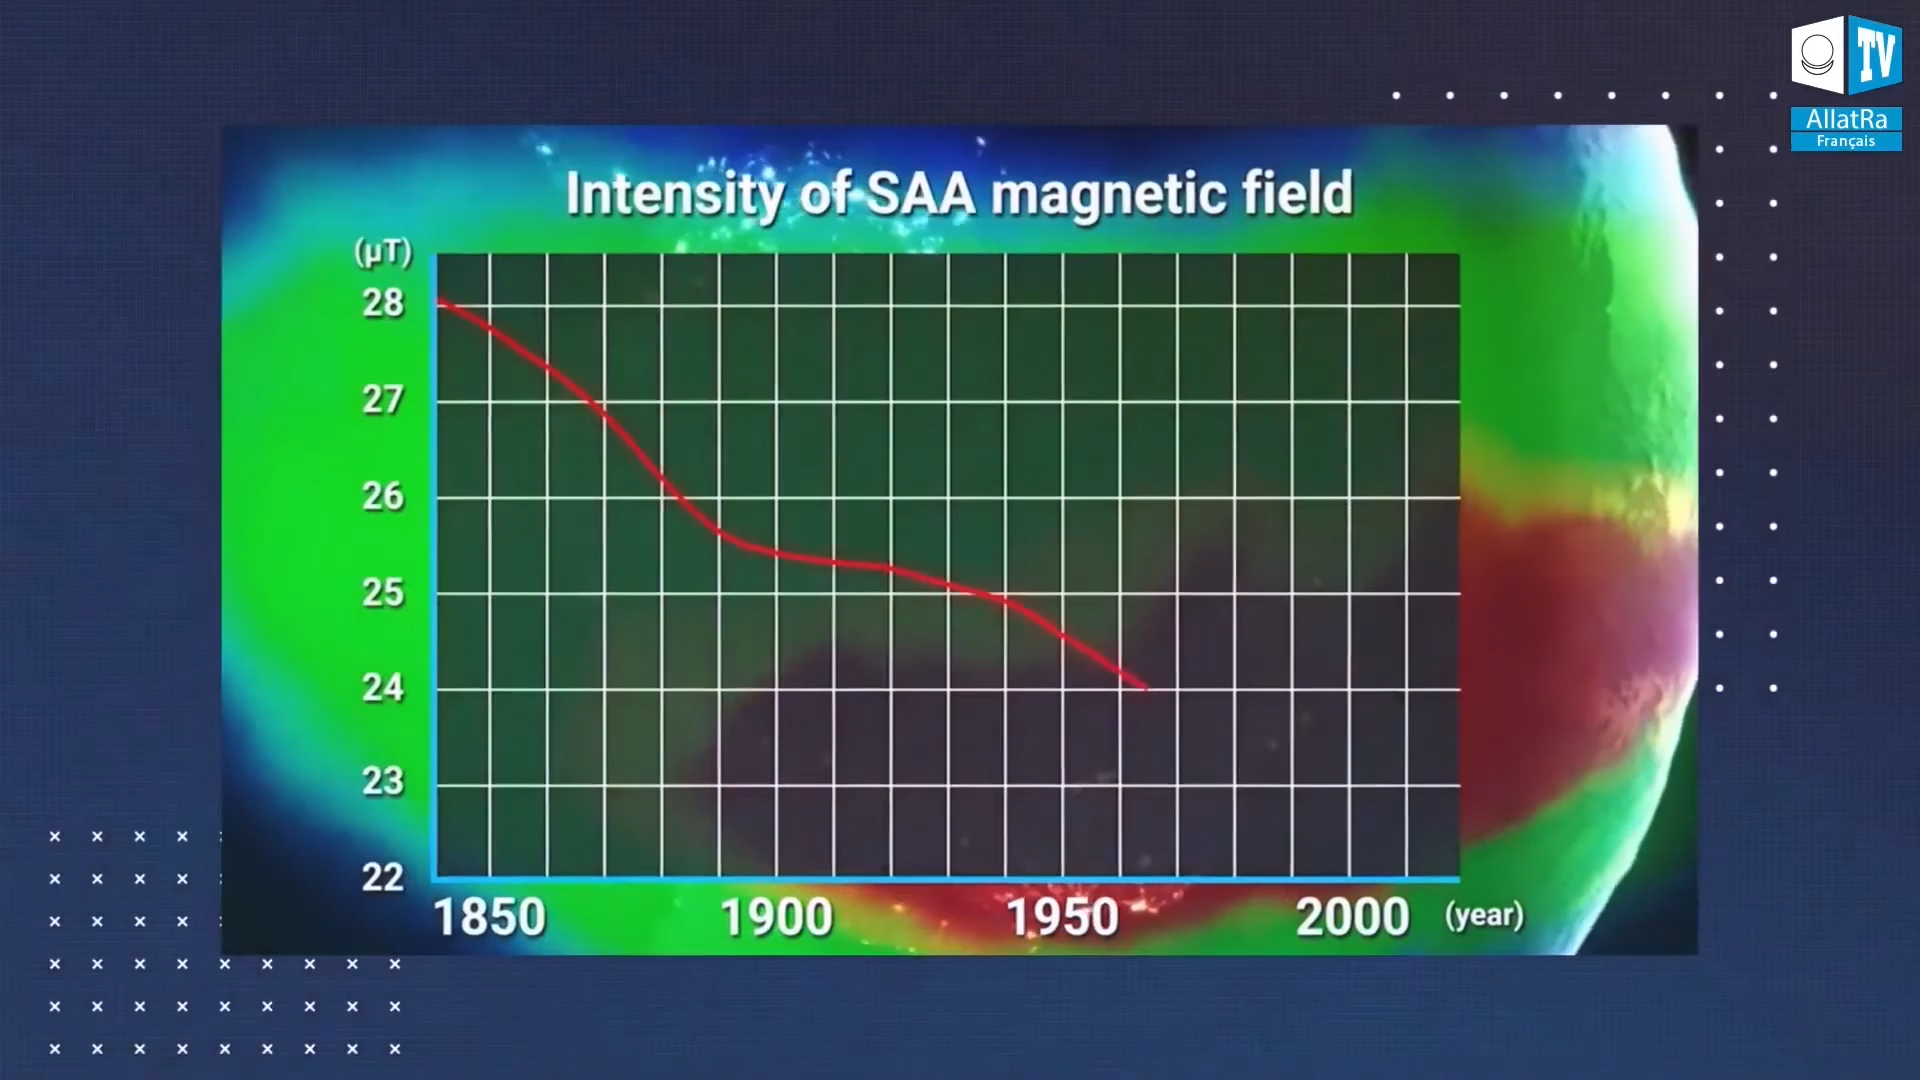 TV
AllatRa
Français
Intensity of SAA magnetic field
(μT)
28
27
26
25
24
23
22
1850 1900 1950 2000 (year)